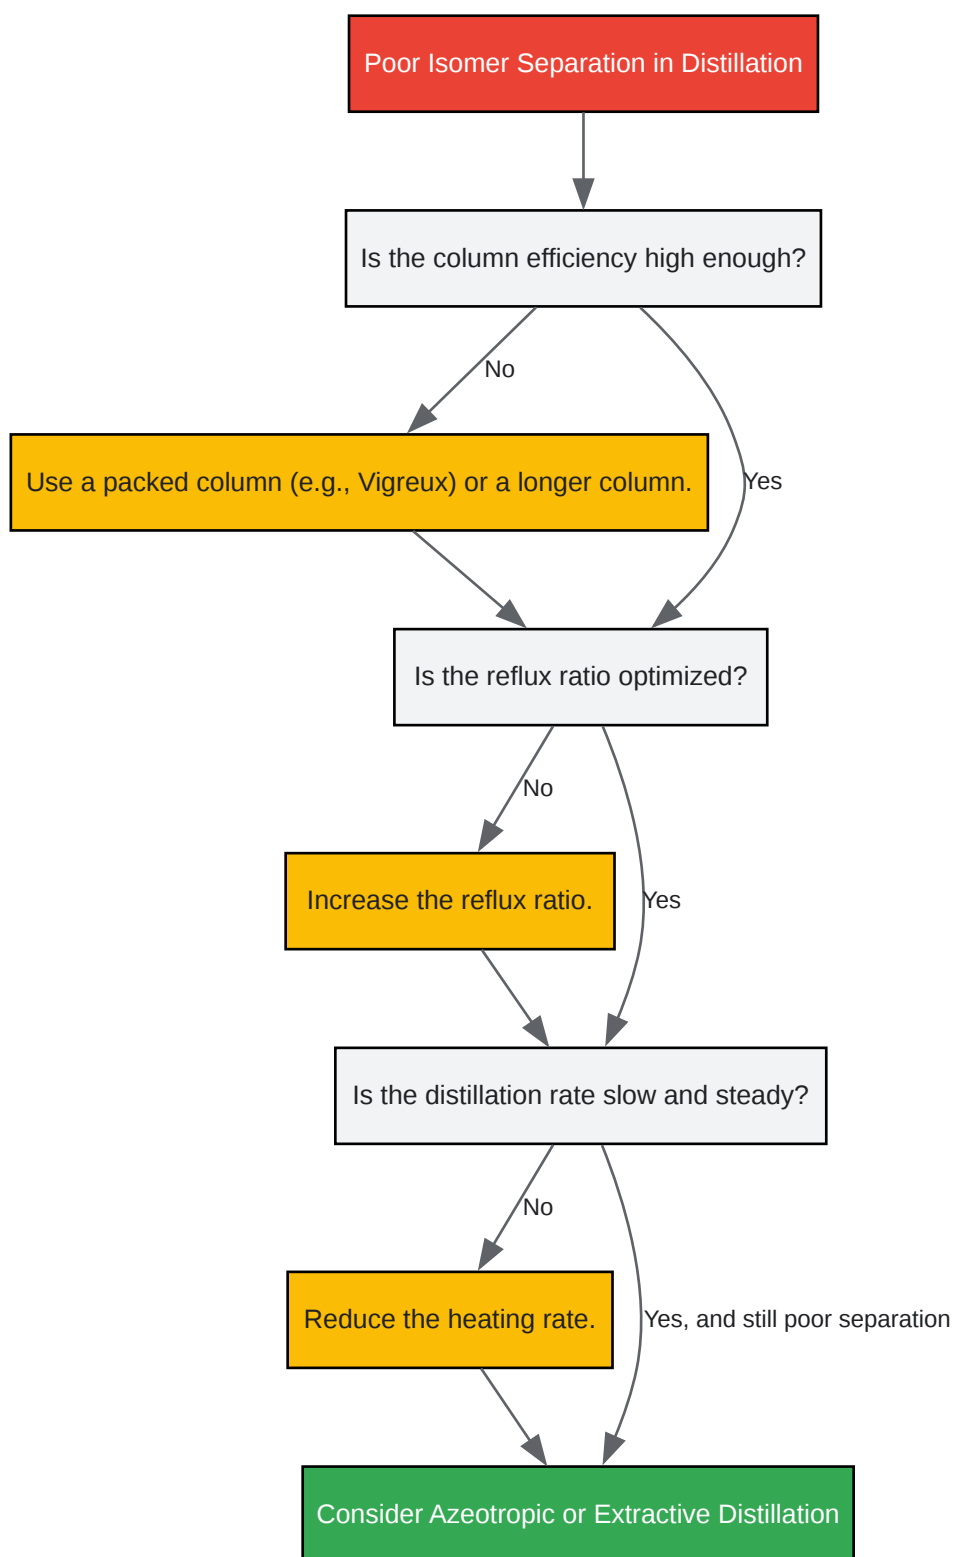 Poor Isomer Separation in Distillation
Is the column efficiency high enough?
No
Use a packed column (e.g., Vigreux) or a longer column.
Yes
Is the reflux ratio optimized?
No
Increase the reflux ratio.
Yes
Is the distillation rate slow and steady?
No
Reduce the heating rate.
Yes, and still poor separation
Consider Azeotropic or Extractive Distillation